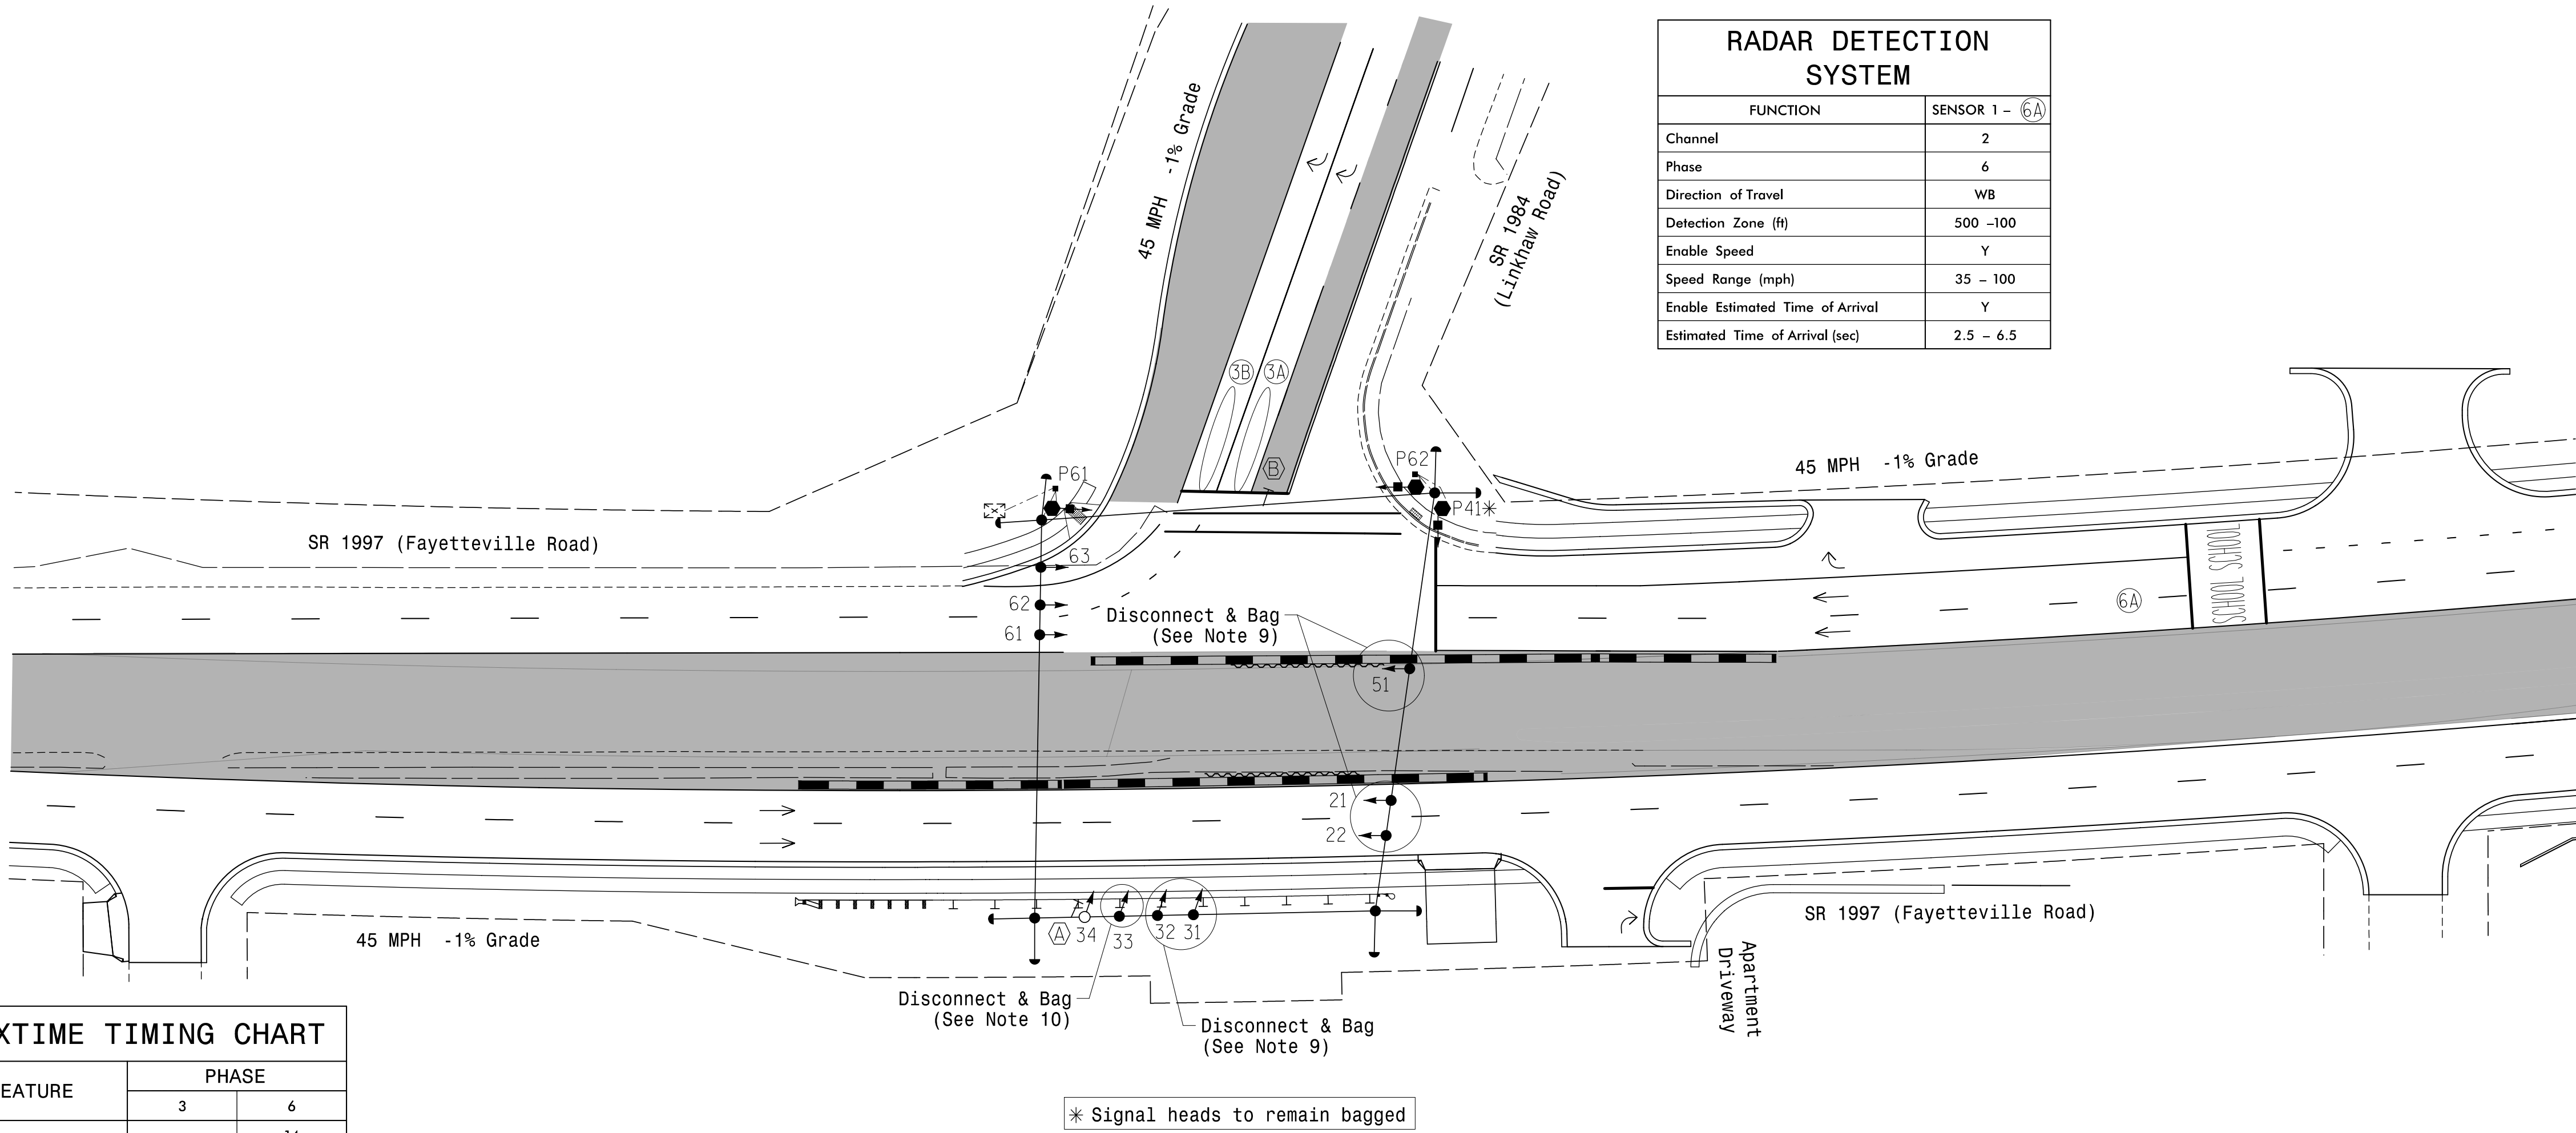 RADAR DETECTION
SYSTEM
FUNCTION SENSOR 1 - 6A
Channel 2
Phase 6
Direction of Travel WB
Detection Zone (ft) 500 -100
Enable Speed Y
Speed Range (mph) 35 - 100
Enable Estimated Time of Arrival Y
Estimated Time of Arrival (sec) 2.5 - 6.5
45 MPH -1% Grade
SR 1984
(Linkhaw Road)
3B 3A
B
P61
P62
P41*
45 MPH -1% Grade
SR 1997 (Fayetteville Road)
63
62
61
Disconnect & Bag
(See Note 9)
6A
SCHOOL SCHOOL
51
21
22
A 34 33 32 31
45 MPH -1% Grade
SR 1997 (Fayetteville Road)
Apartment
Driveway
Disconnect & Bag
(See Note 10)
Disconnect & Bag
(See Note 9)
XTIME TIMING CHART
EATURE PHASE
3 6
* Signal heads to remain bagged